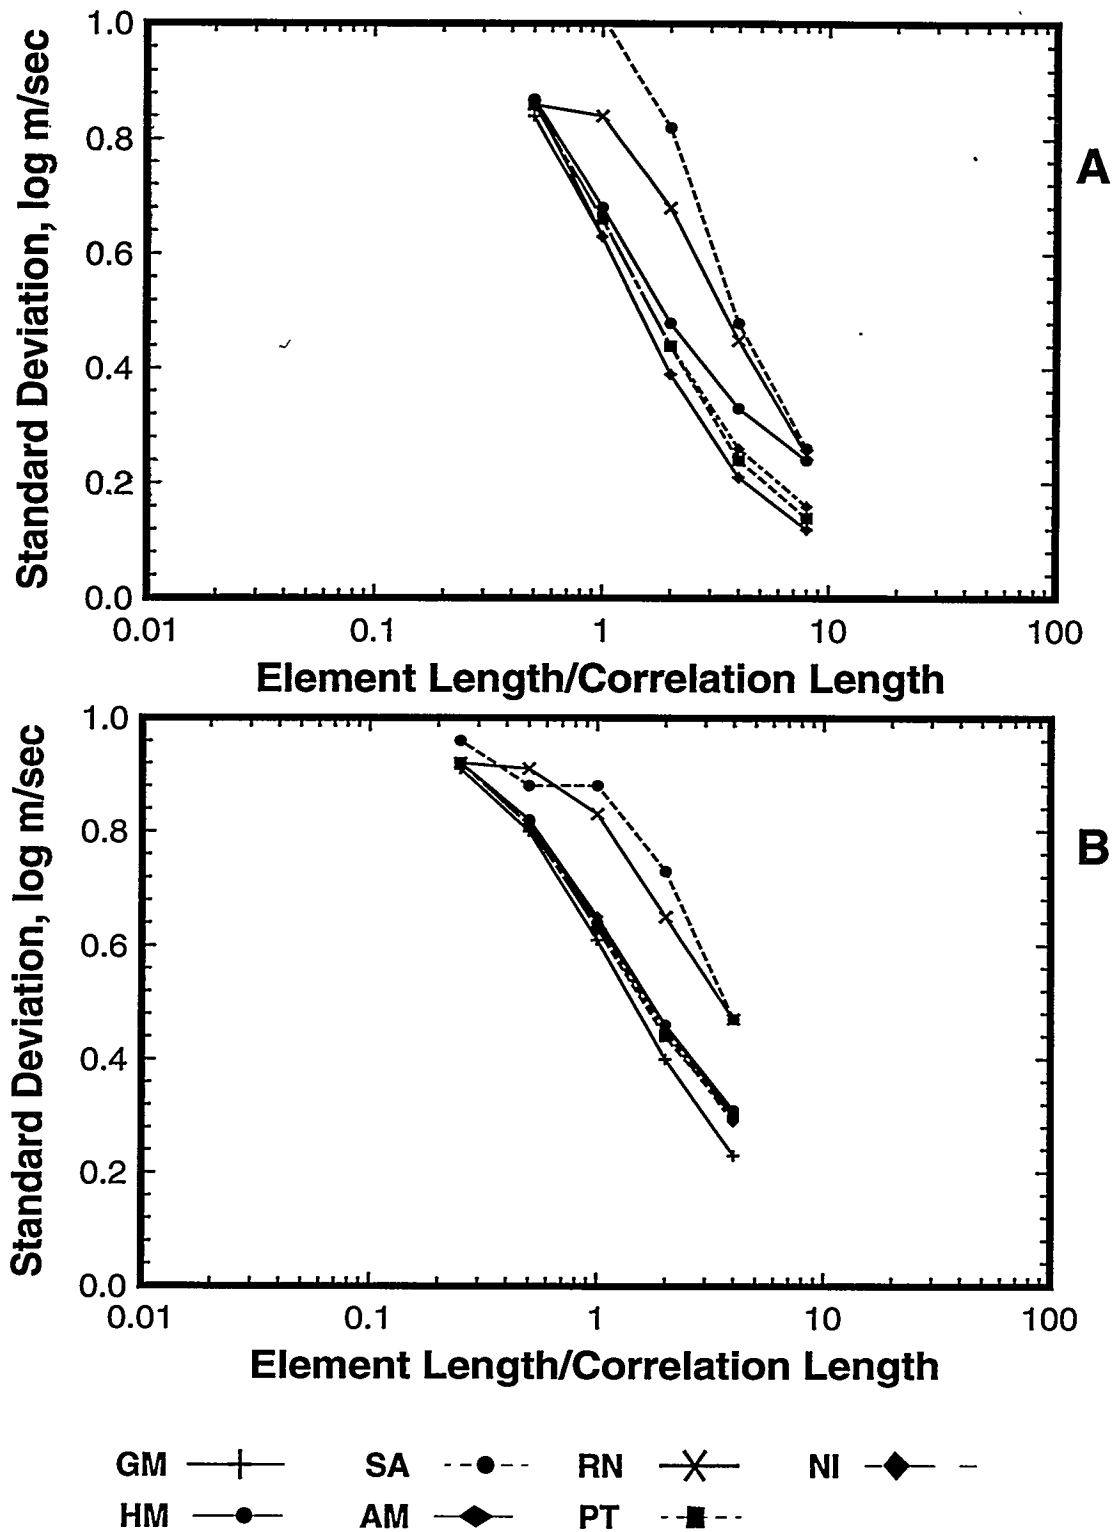 1.0
0.8
0.6
0.4
0.2
0.0
Standard Deviation, log m/sec
A
0.01 0.1 1 10 100
Element Length/Correlation Length
1.0
0.8
0.6
0.4
0.2
0.0
Standard Deviation, log m/sec
B
0.01 0.1 1 10 100
Element Length/Correlation Length
GM SA RN NI
HM AM PT